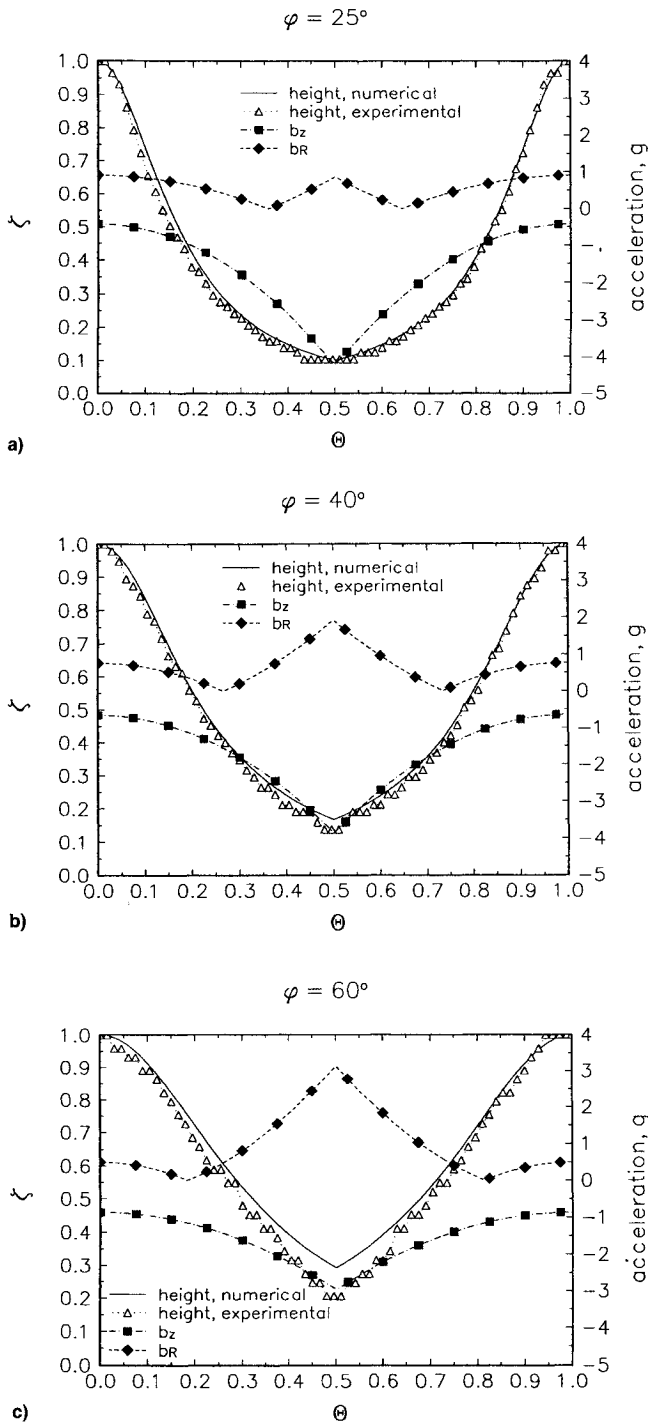 φ = 25°
1.0
0.9
0.8
0.7
0.6
0.5
0.4
0.3
0.2
0.1
0.0
ζ
height, numerical
height, experimental
bz
bR
4
3
2
1
0
-,
-2
-3
-4
-5
acceleration, g
0.0 0.1 0.2 0.3 0.4 0.5 0.6 0.7 0.8 0.9 1.0
Θ
a)
φ = 40°
1.0
0.9
0.8
0.7
0.6
0.5
0.4
0.3
0.2
0.1
0.0
ζ
height, numerical
height, experimental
bz
bR
4
3
2
1
0
-1
-2
-3
-4
-5
acceleration, g
0.0 0.1 0.2 0.3 0.4 0.5 0.6 0.7 0.8 0.9 1.0
Θ
b)
φ = 60°
1.0
0.9
0.8
0.7
0.6
0.5
0.4
0.3
0.2
0.1
0.0
ζ
height, numerical
height, experimental
bz
bR
4
3
2
1
0
-1
-2
-3
-4
-5
acceleration, g
0.0 0.1 0.2 0.3 0.4 0.5 0.6 0.7 0.8 0.9 1.0
Θ
c)